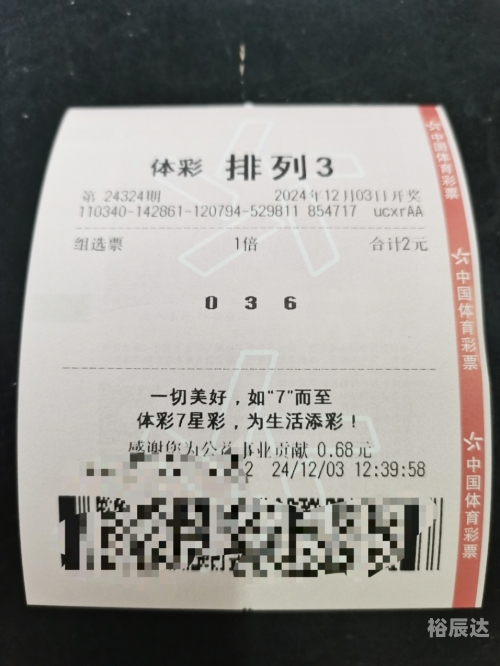 体彩 排列3
第 24324期 2024年12月03日开奖
110340-142861-120794-529811 854717 ucxrAA
组选票 1倍 合计2元
0 3 6
一切美好，如“7”而至
体彩7星彩，为生活添彩！
感谢您为公益事业贡献 0.68元
2 24/12/03 12:39:58
中国体育彩票
中国体育彩票
中国体育彩票
裕辰达